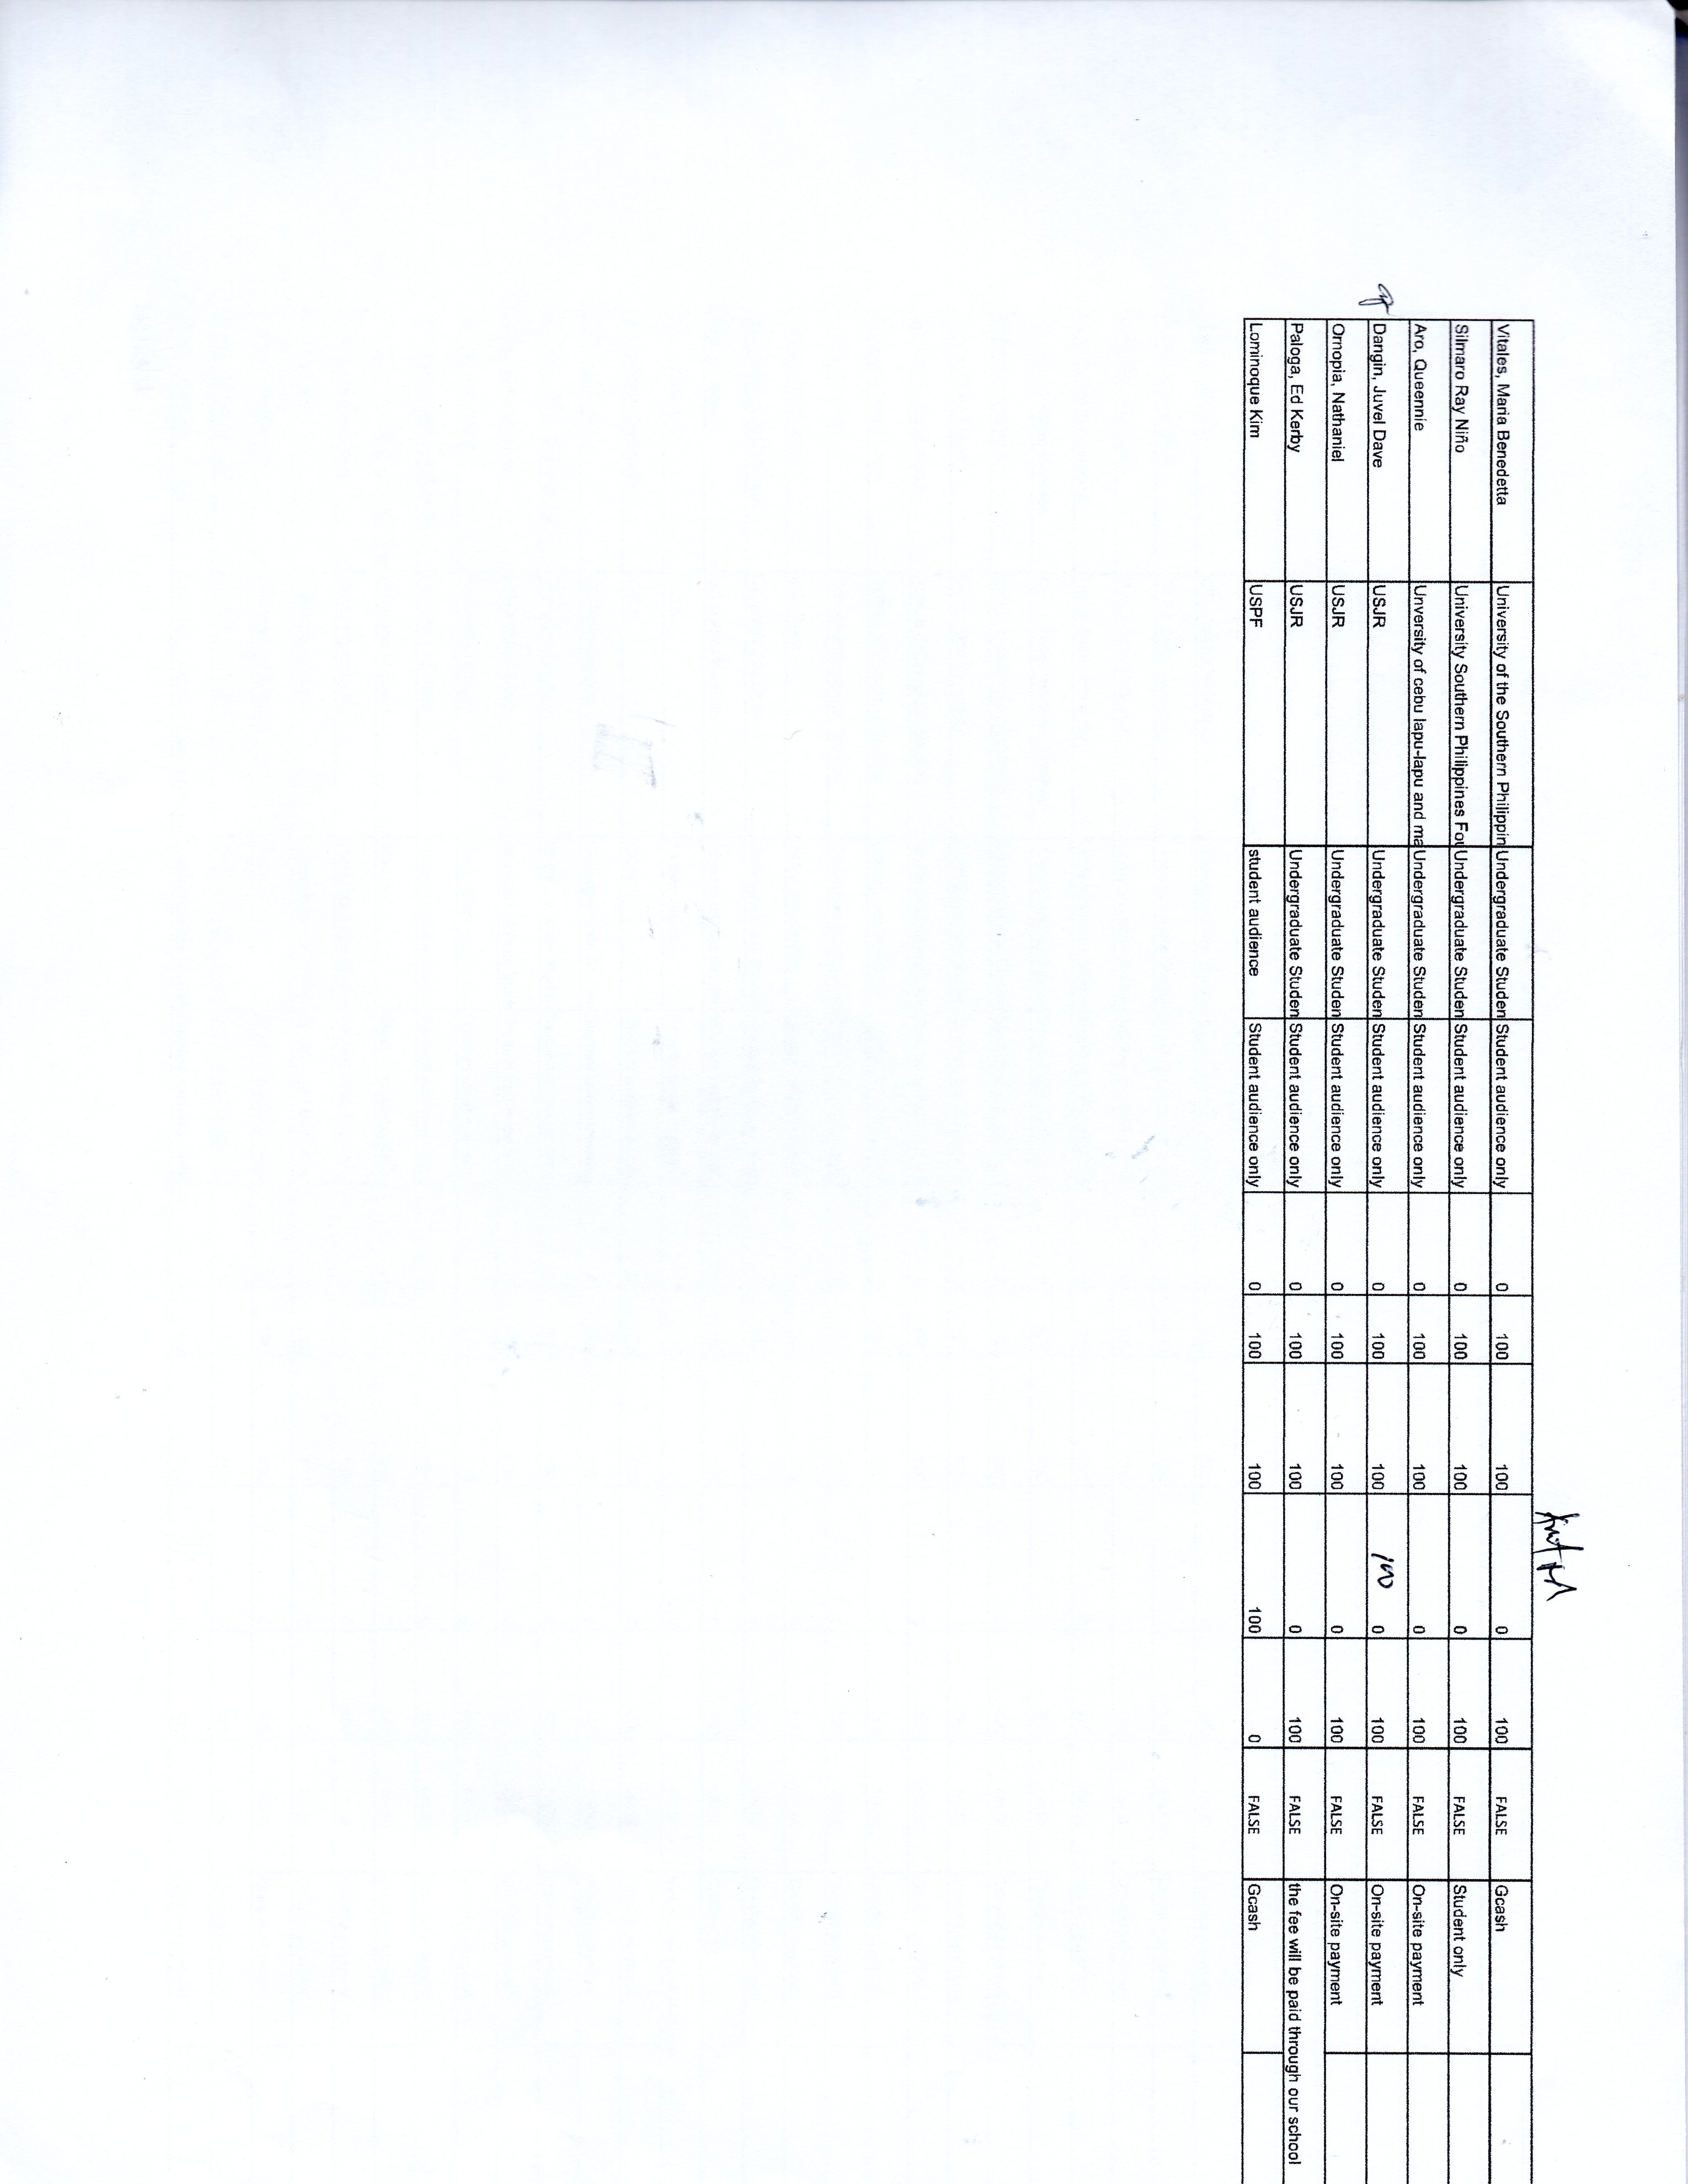 Vitales, Maria Benedetta University of the Southern Philippin Undergraduate Studen Student audience only 0 100 100 0 100 FALSE Gcash
Silmaro Ray Niño University Southern Philippines Fou Undergraduate Studen Student audience only 0 100 100 0 100 FALSE Student only
Aro, Queennie Unversity of cebu lapu-lapu and ma Undergraduate Studen Student audience only 0 100 100 0 100 FALSE On-site payment
Dangin, Juvel Dave USJR Undergraduate Studen Student audience only 0 100 100 100 0 100 FALSE On-site payment
Ornopia, Nathaniel USJR Undergraduate Studen Student audience only 0 100 100 0 100 FALSE On-site payment
Paloga, Ed Kerby USJR Undergraduate Studen Student audience only 0 100 100 0 100 FALSE the fee will be paid through our school
Lominoque Kim USPF student audience Student audience only 0 100 100 100 0 FALSE Gcash